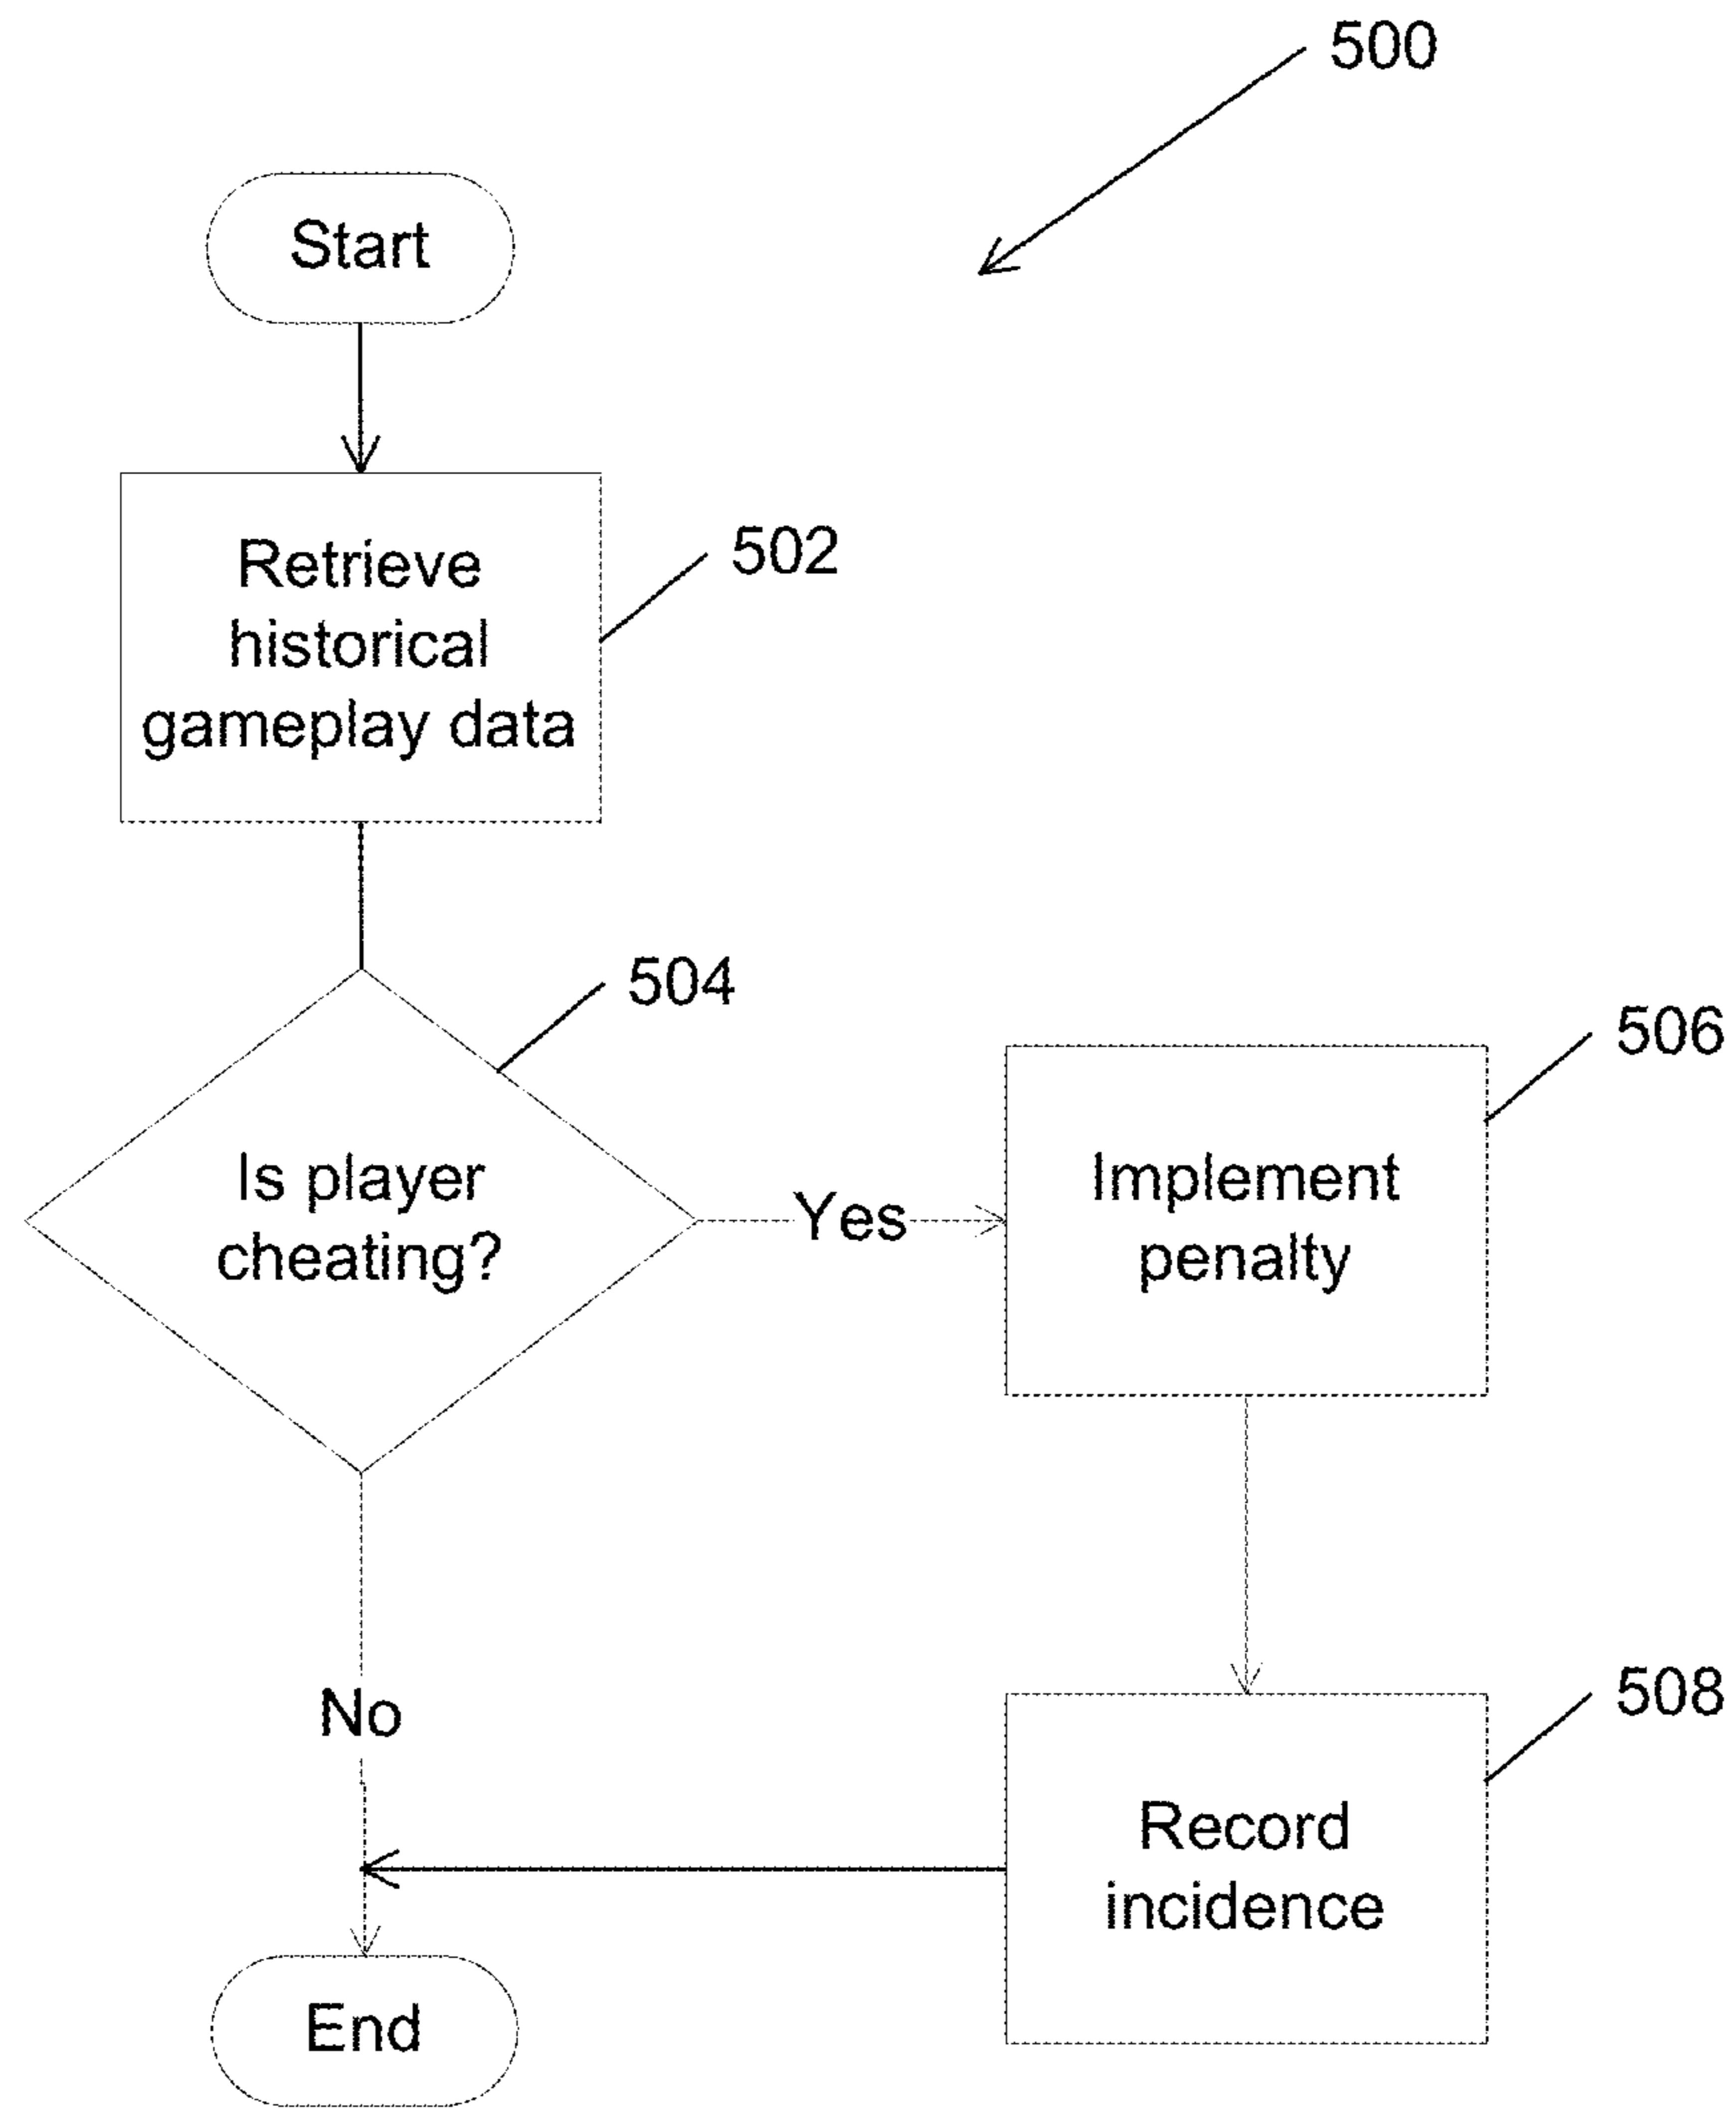 500
Start
Retrieve
historical
gameplay data
502
Is player
cheating?
504
Yes
Implement
penalty
506
No
Record
incidence
508
End